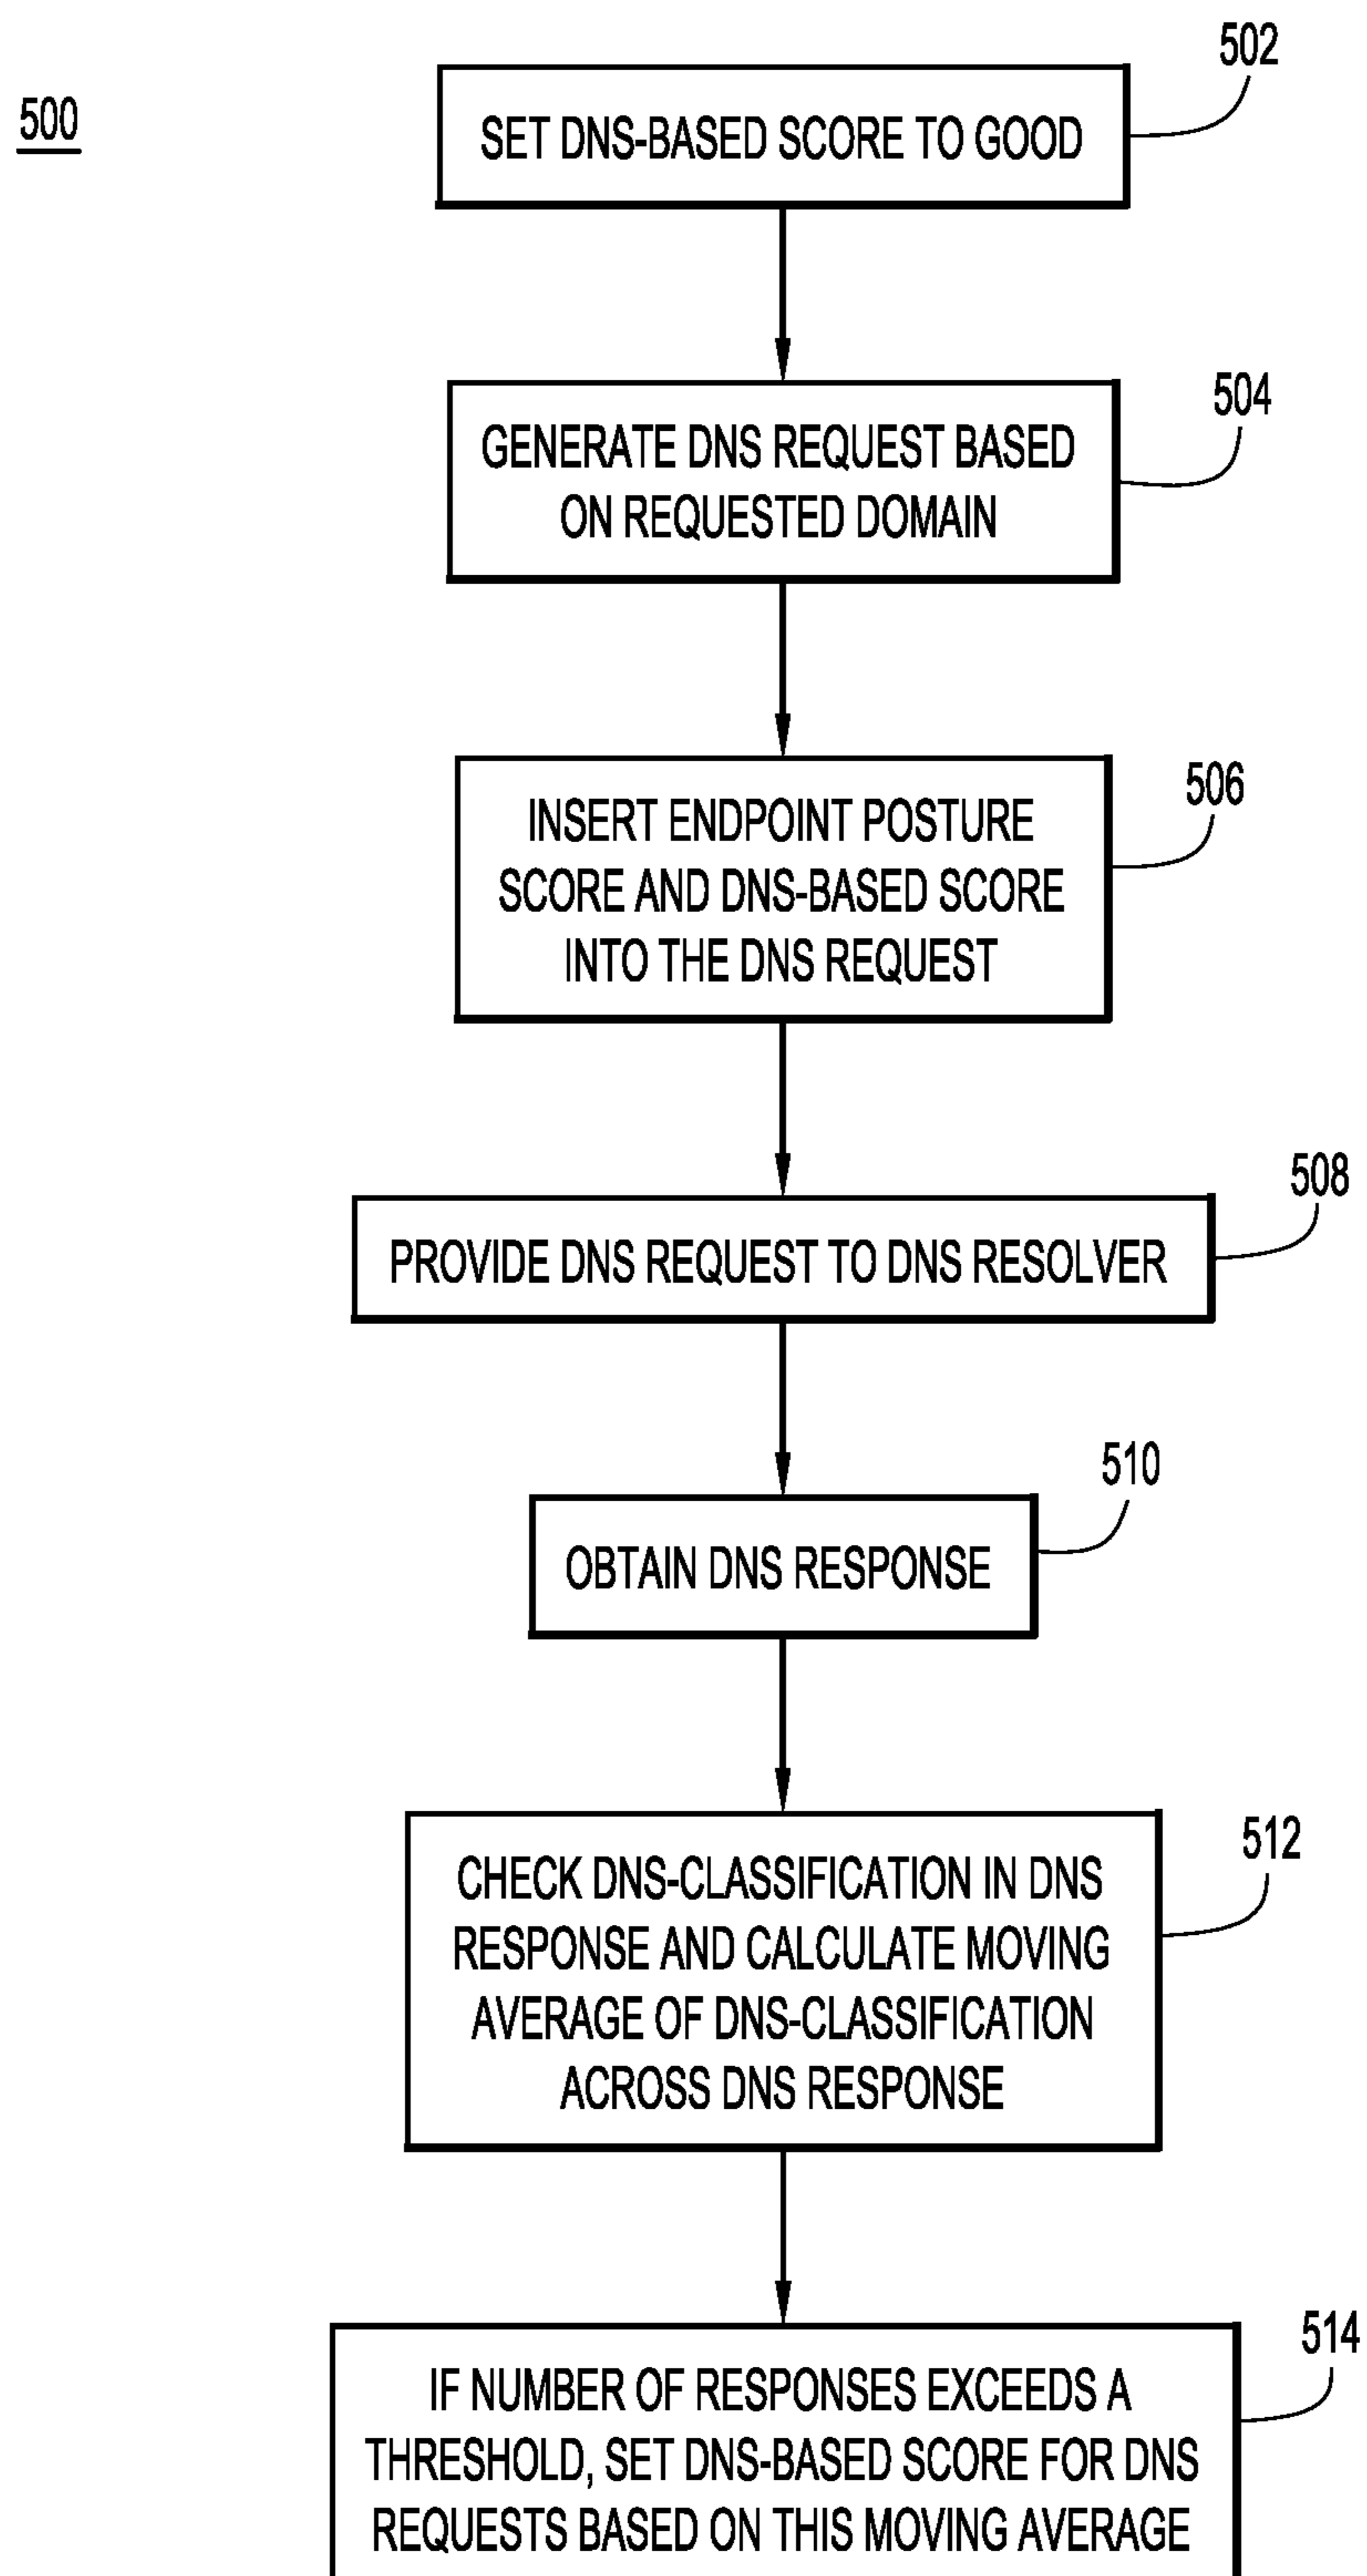 500
502
SET DNS-BASED SCORE TO GOOD
504
GENERATE DNS REQUEST BASED
ON REQUESTED DOMAIN
506
INSERT ENDPOINT POSTURE
SCORE AND DNS-BASED SCORE
INTO THE DNS REQUEST
508
PROVIDE DNS REQUEST TO DNS RESOLVER
510
OBTAIN DNS RESPONSE
512
CHECK DNS-CLASSIFICATION IN DNS
RESPONSE AND CALCULATE MOVING
AVERAGE OF DNS-CLASSIFICATION
ACROSS DNS RESPONSE
514
IF NUMBER OF RESPONSES EXCEEDS A
THRESHOLD, SET DNS-BASED SCORE FOR DNS
REQUESTS BASED ON THIS MOVING AVERAGE